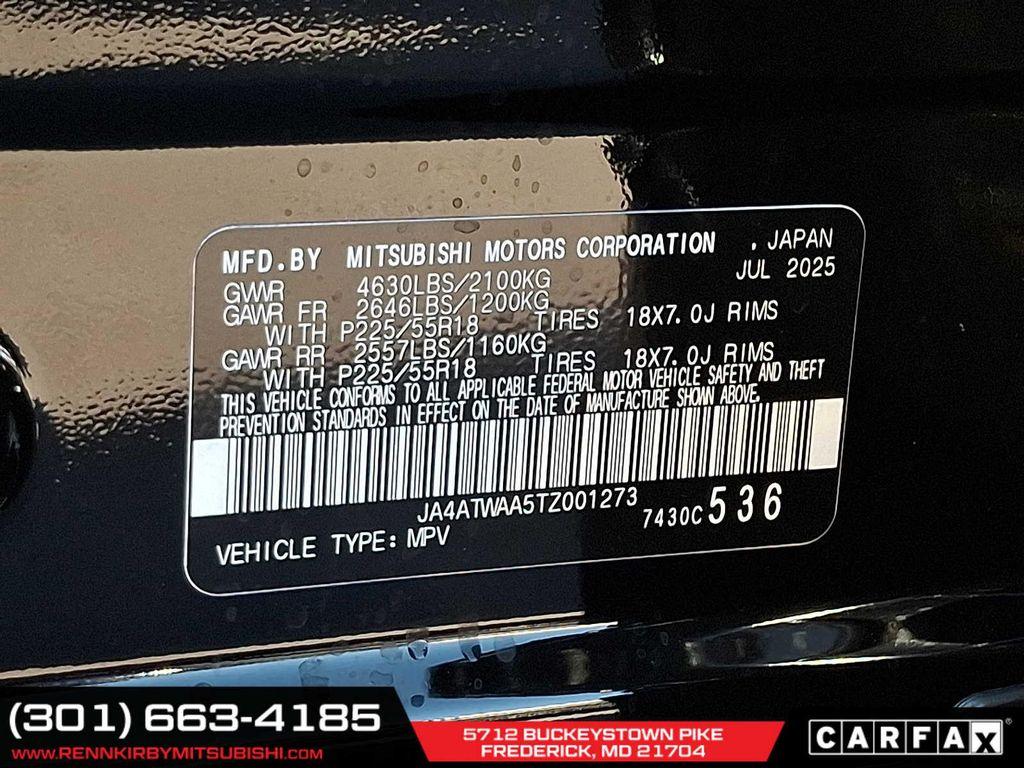 MFD.BY MITSUBISHI MOTORS CORPORATION . JAPAN
GVWR 4630LBS/2100KG JUL 2025
GAWR FR 2646LBS/1200KG
WITH P225/55R18 TIRES 18X7.0J RIMS
GAWR RR 2557LBS/1160KG
WITH P225/55R18 TIRES 18X7.0J RIMS
THIS VEHICLE CONFORMS TO ALL APPLICABLE FEDERAL MOTOR VEHICLE SAFETY AND THEFT
PREVENTION STANDARDS IN EFFECT ON THE DATE OF MANUFACTURE SHOWN ABOVE.
JA4ATWAA5TZ001273
7430C 536
VEHICLE TYPE: MPV
(301) 663-4185
WWW.RENNKIRBYMITSUBISHI.COM
5712 BUCKEYSTOWN PIKE
FREDERICK, MD 21704
CARFAX